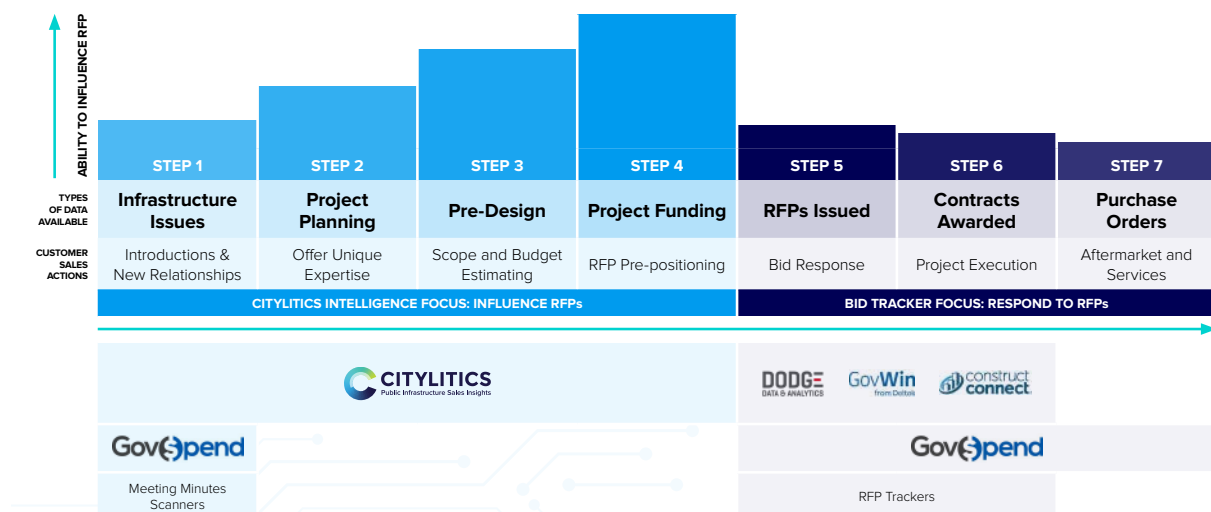 ABILITY TO INFLUENCE RFP
STEP 1
STEP 2
STEP 3
STEP 4
STEP 5
STEP 6
STEP 7
TYPES
OF DATA
AVAILABLE
Infrastructure
Issues
Project
Planning
Pre-Design
Project Funding
RFPs Issued
Contracts
Awarded
Purchase
Orders
CUSTOMER
SALES
ACTIONS
Introductions &
New Relationships
Offer Unique
Expertise
Scope and Budget
Estimating
RFP Pre-positioning
Bid Response
Project Execution
Aftermarket and
Services
CITYLITICS INTELLIGENCE FOCUS: INFLUENCE RFPs
BID TRACKER FOCUS: RESPOND TO RFPs
CITYLITICS
Public Infrastructure Sales Insights
DODGE
DATA & ANALYTICS
GovWin
from Deltek
construct
connect
GovSpend
GovSpend
Meeting Minutes
Scanners
RFP Trackers